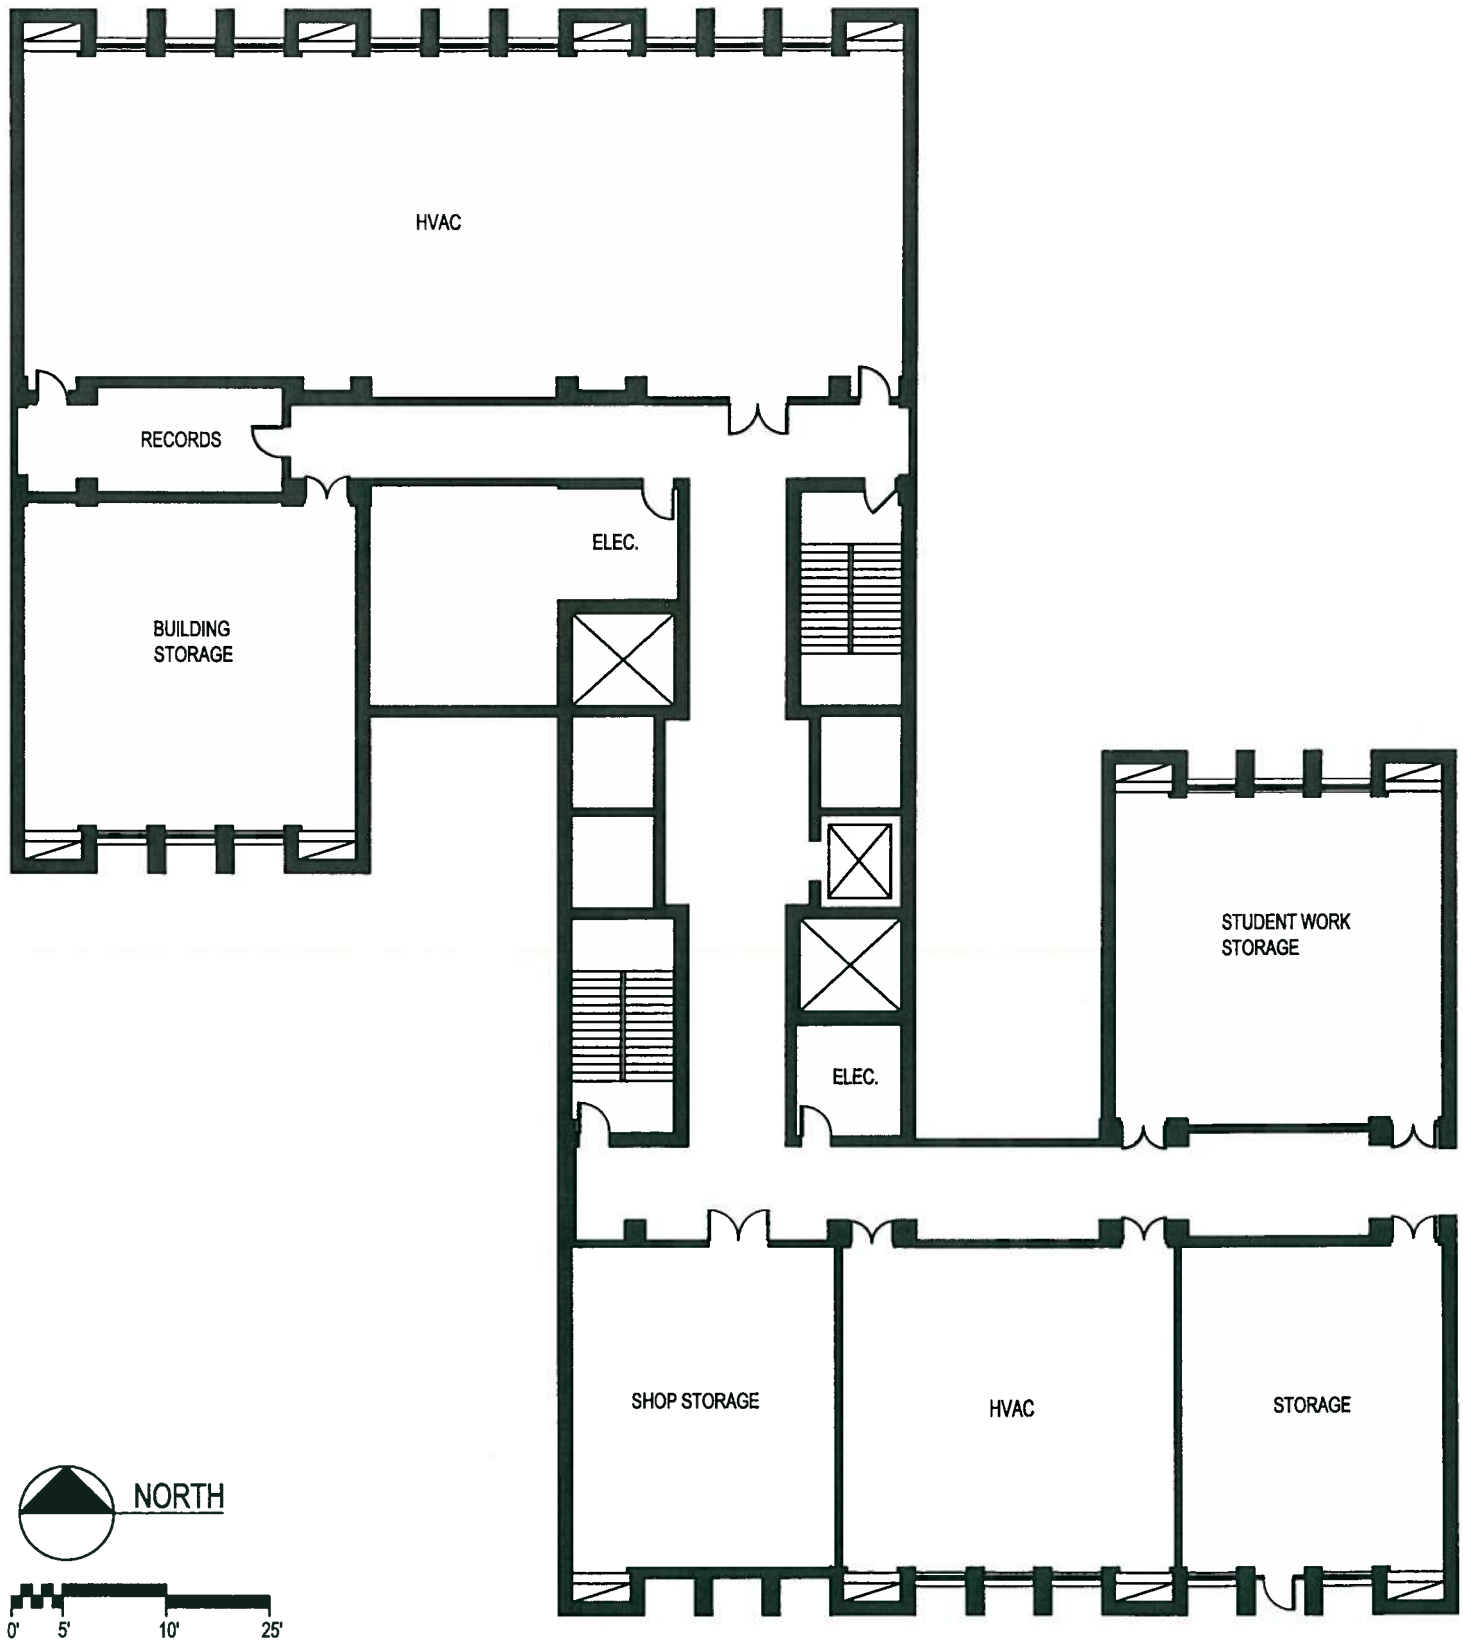 HVAC
RECORDS
ELEC.
BUILDING
STORAGE
STUDENT WORK
STORAGE
ELEC.
SHOP STORAGE
HVAC
STORAGE
NORTH
0' 5' 10' 25'